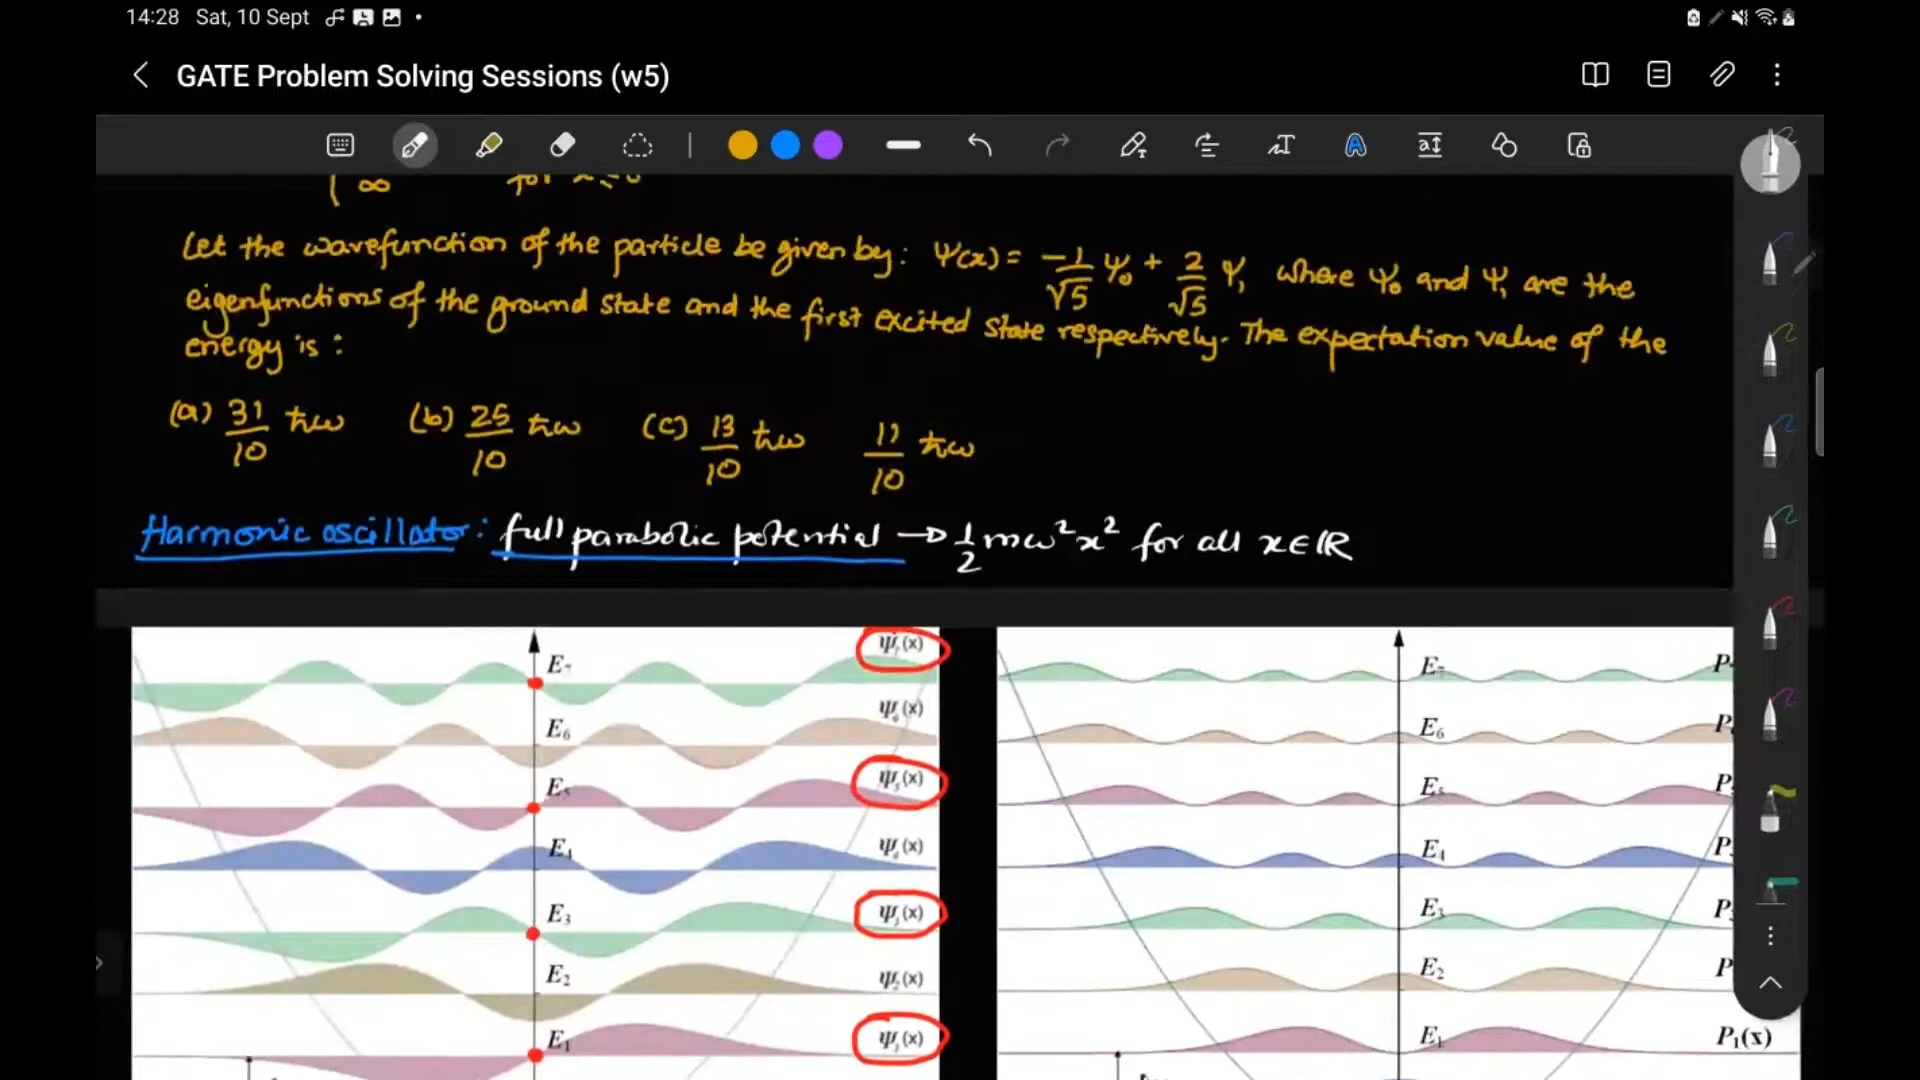 14:28 Sat, 10 Sept
GATE Problem Solving Sessions (w5)
∞ for x≤0
Let the wavefunction of the particle be given by: Ψ(x) = -1/√5 Ψ₀ + 2/√5 Ψ₁ where Ψ₀ and Ψ₁ are the
eigenfunctions of the ground state and the first excited state respectively. The expectation value of the
energy is:
(a) 31/10 ħω (b) 25/10 ħω (c) 13/10 ħω 11/10 ħω
Harmonic oscillator: full parabolic potential → 1/2 mω²x² for all x∈ℝ
E₇ Ψ₇(x) E₇
E₆ Ψ₆(x) E₆
E₅ Ψ₅(x) E₅
E₄ Ψ₄(x) E₄
E₃ Ψ₃(x) E₃
E₂ Ψ₂(x) E₂
E₁ Ψ₁(x) E₁ P₁(x)